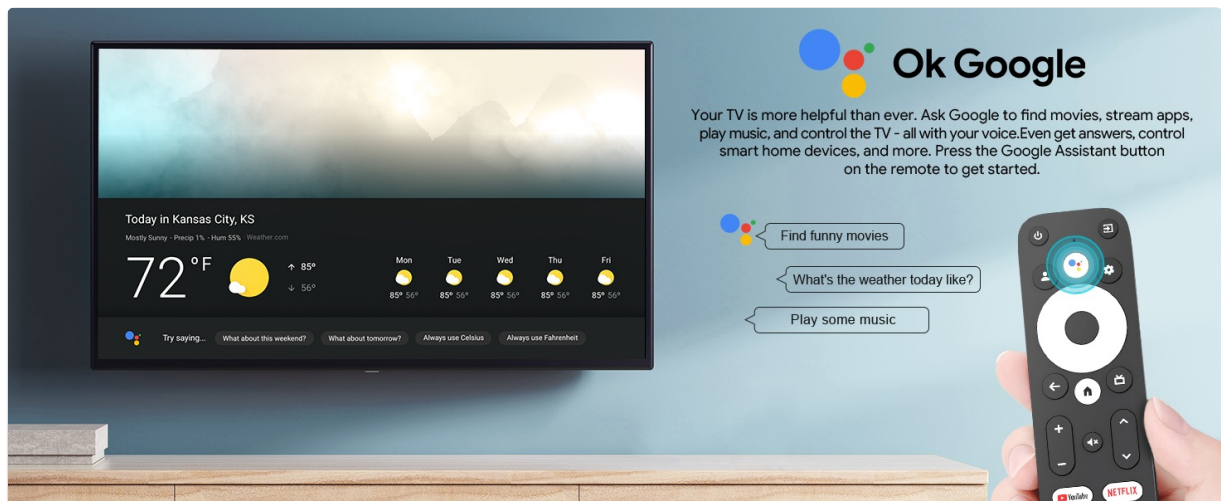 Ok Google
Your TV is more helpful than ever. Ask Google to find movies, stream apps,
play music, and control the TV - all with your voice.Even get answers, control
smart home devices, and more. Press the Google Assistant button
on the remote to get started.
Find funny movies
What's the weather today like?
Play some music
Today in Kansas City, KS
Mostly Sunny - Precip 1% - Hum 55% - Weather.com
72°F
↑ 85°
↓ 56°
Mon Tue Wed Thu Fri
85° 56° 85° 56° 85° 56° 85° 56° 85° 56°
Try saying... What about this weekend? What about tomorrow? Always use Celsius Always use Fahrenheit
YouTube NETFLIX